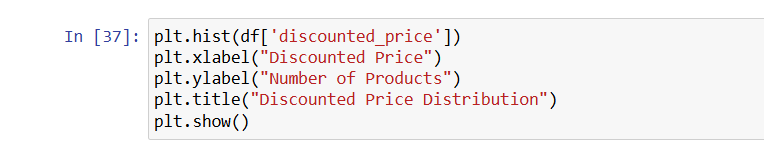 In [37]: plt.hist(df['discounted_price'])
plt.xlabel("Discounted Price")
plt.ylabel("Number of Products")
plt.title("Discounted Price Distribution")
plt.show()